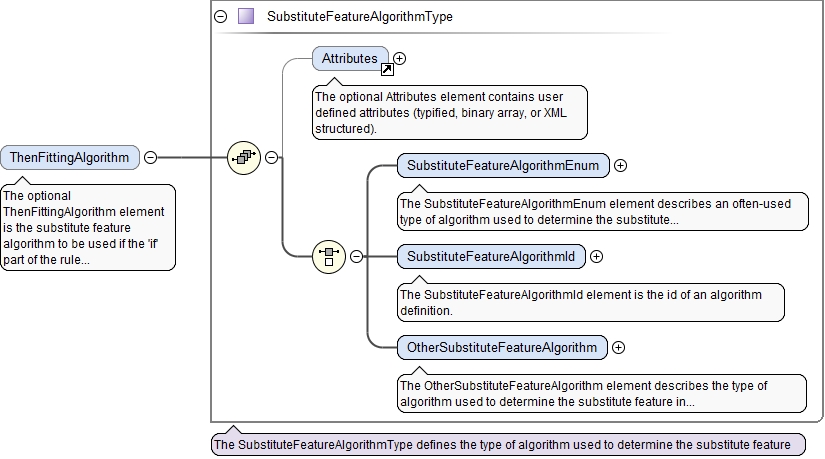 SubstituteFeatureAlgorithmType
Attributes
The optional Attributes element contains user
defined attributes (typified, binary array, or XML
structured).
ThenFittingAlgorithm
The optional
ThenFittingAlgorithm element
is the substitute feature
algorithm to be used if the 'if'
part of the rule...
SubstituteFeatureAlgorithmEnum
The SubstituteFeatureAlgorithmEnum element describes an often-used
type of algorithm used to determine the substitute...
SubstituteFeatureAlgorithmId
The SubstituteFeatureAlgorithmId element is the id of an algorithm
definition.
OtherSubstituteFeatureAlgorithm
The OtherSubstituteFeatureAlgorithm element describes the type of
algorithm used to determine the substitute feature in...
The SubstituteFeatureAlgorithmType defines the type of algorithm used to determine the substitute feature